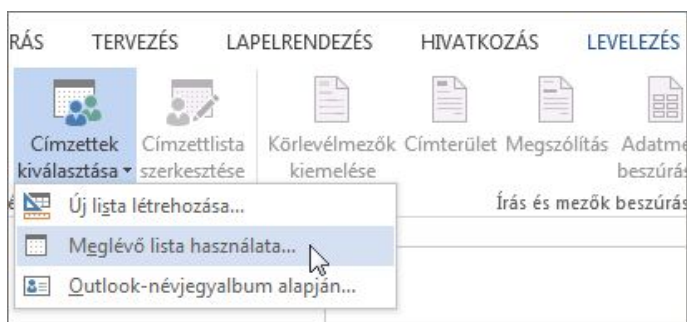 RÁS TERVEZÉS LAPELRENDEZÉS HIVATKOZÁS LEVELEZÉS
Címzettek Címzettlista Körlevélmezők Címterület Megszólítás Adatme
kiválasztása szerkesztése kiemelése beszúrás
Írás és mezők beszúrás
Új lista létrehozása...
Meglévő lista használata...
Outlook-névjegyalbum alapján...